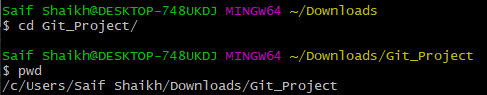 Saif Shaikh@DESKTOP-748UKDJ MINGW64 ~/Downloads
$ cd Git_Project/
Saif Shaikh@DESKTOP-748UKDJ MINGW64 ~/Downloads/Git_Project
$ pwd
/c/Users/Saif Shaikh/Downloads/Git_Project